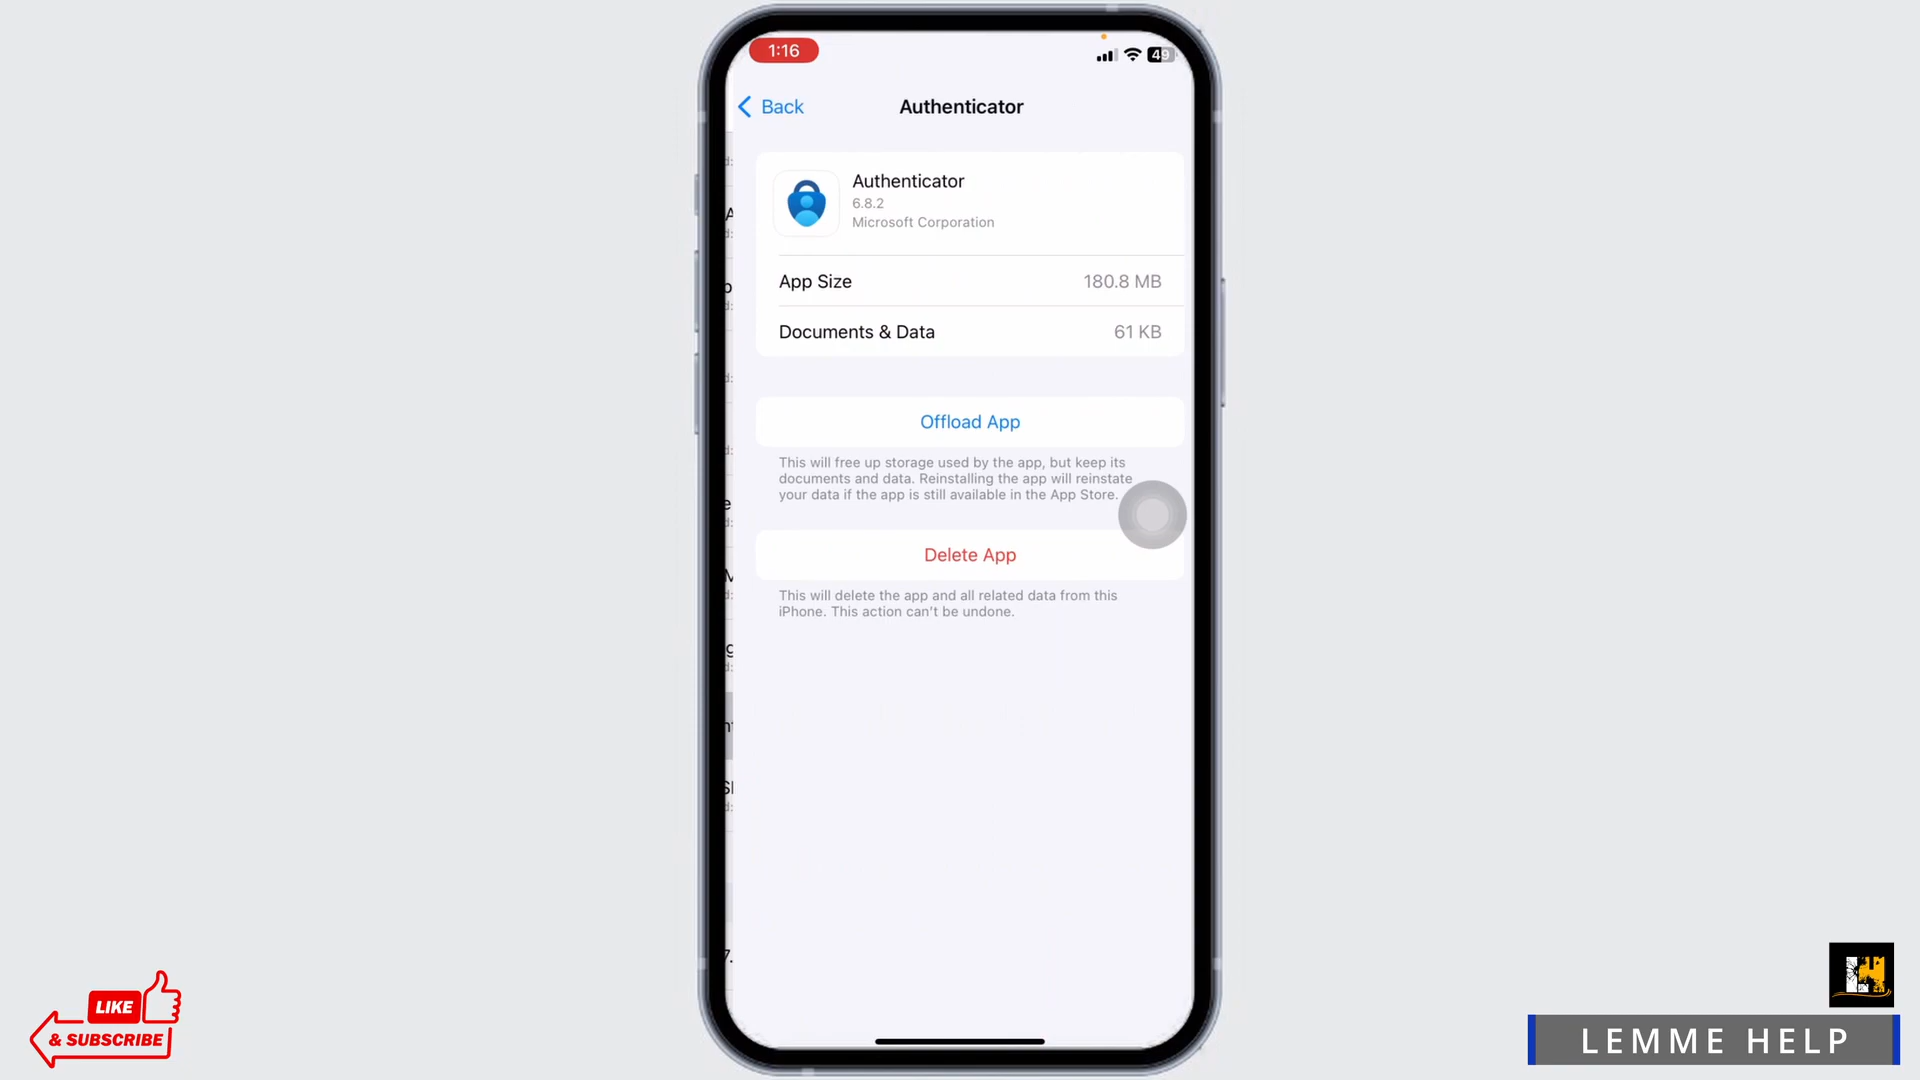 1:16
49
Back
Authenticator
Authenticator
6.8.2
Microsoft Corporation
App Size
180.8 MB
Documents & Data
61 KB
Offload App
This will free up storage used by the app, but keep its
documents and data. Reinstalling the app will reinstate
your data if the app is still available in the App Store.
Delete App
This will delete the app and all related data from this
iPhone. This action can't be undone.
LIKE
& SUBSCRIBE
LEMME HELP